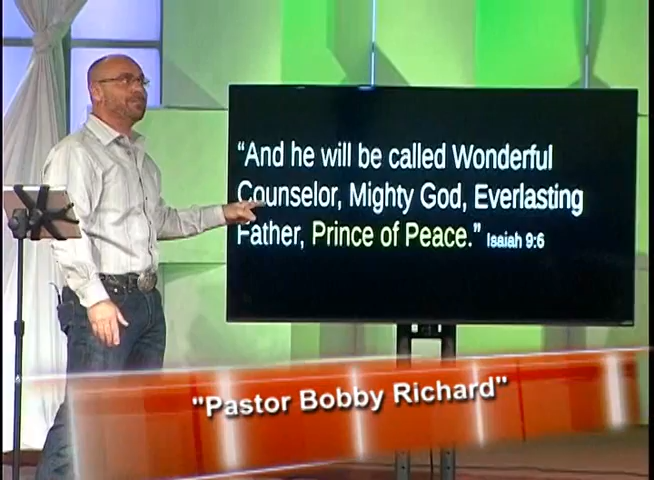 “And he will be called Wonderful
Counselor, Mighty God, Everlasting
Father, Prince of Peace.” Isaiah 9:6
"Pastor Bobby Richard"